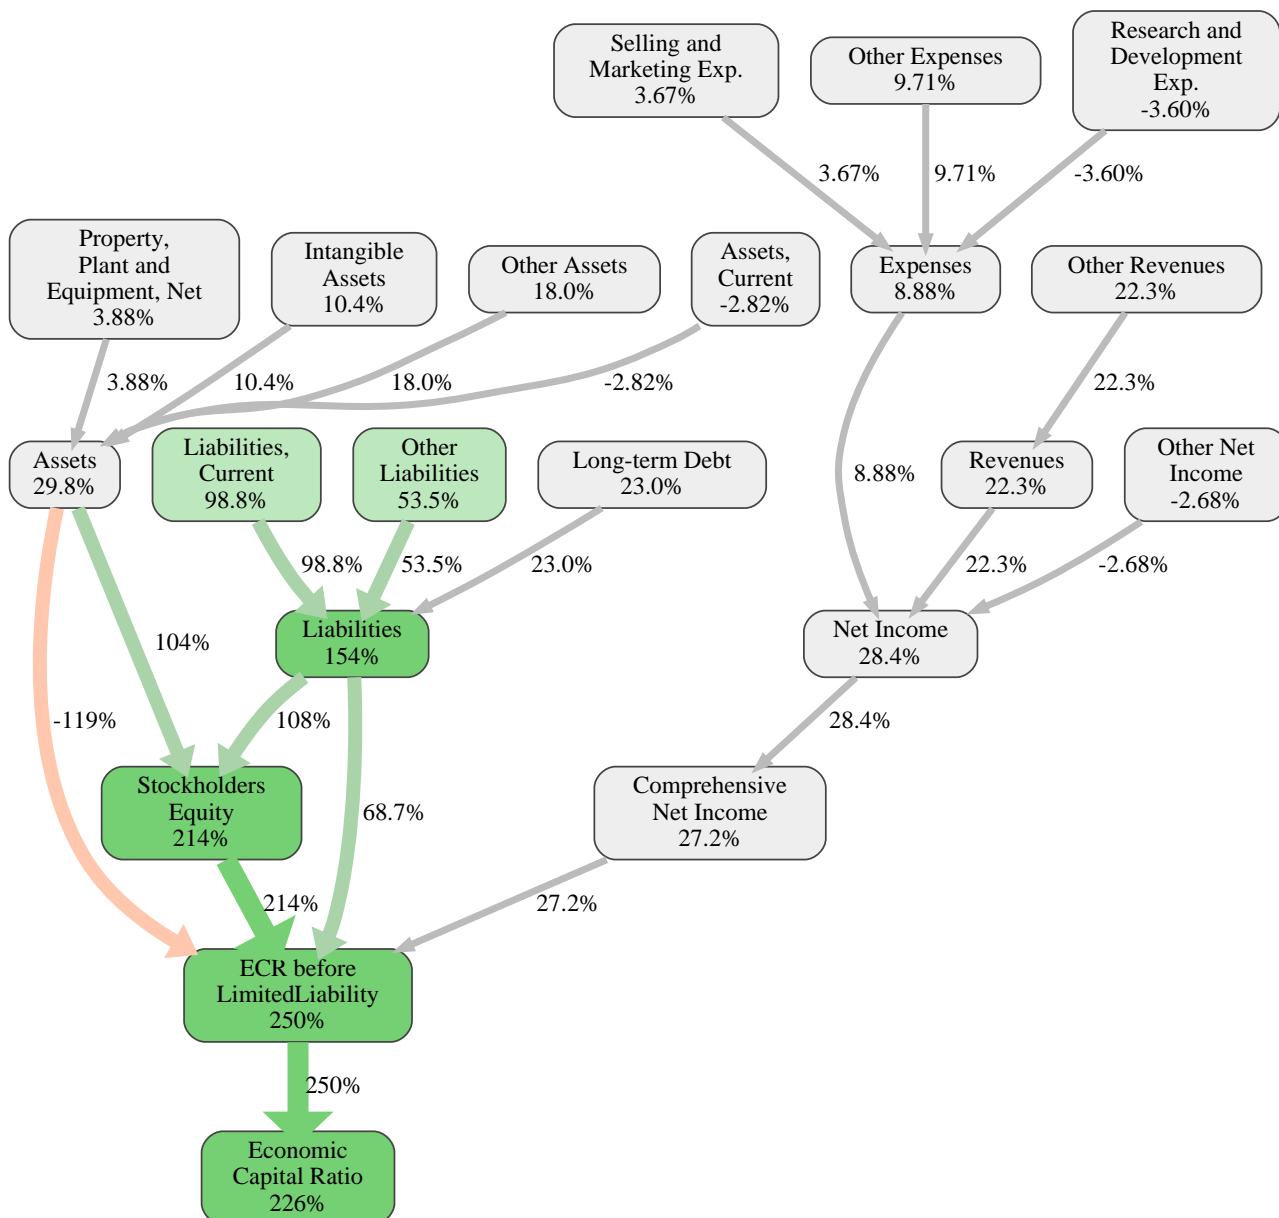 Selling and
Marketing Exp.
3.67%
Other Expenses
9.71%
Research and
Development
Exp.
-3.60%
3.67%
9.71%
-3.60%
Property,
Plant and
Equipment, Net
3.88%
Intangible
Assets
10.4%
Other Assets
18.0%
Assets,
Current
-2.82%
Expenses
8.88%
Other Revenues
22.3%
3.88%
10.4%
18.0%
-2.82%
22.3%
Assets
29.8%
Liabilities,
Current
98.8%
Other
Liabilities
53.5%
Long-term Debt
23.0%
8.88%
Revenues
22.3%
Other Net
Income
-2.68%
98.8%
53.5%
23.0%
22.3%
-2.68%
104%
Liabilities
154%
Net Income
28.4%
-119%
108%
28.4%
Stockholders
Equity
214%
68.7%
Comprehensive
Net Income
27.2%
214%
27.2%
ECR before
LimitedLiability
250%
250%
Economic
Capital Ratio
226%